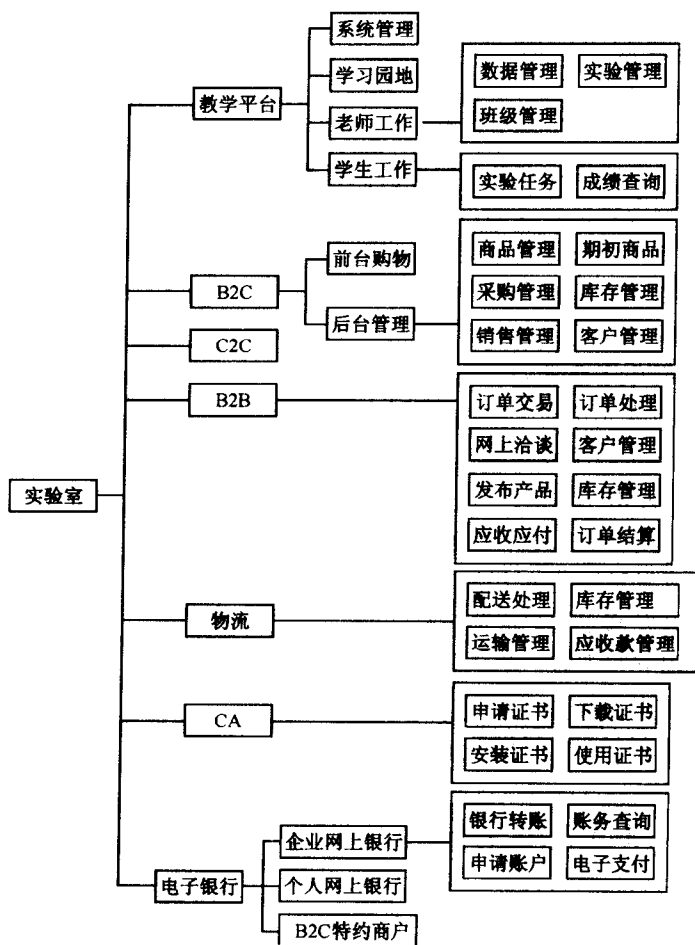 系统管理
学习园地
教学平台
老师工作
学生工作
数据管理 实验管理
班级管理
实验任务 成绩查询
前台购物
B2C
后台管理
商品管理 期初商品
采购管理 库存管理
销售管理 客户管理
C2C
B2B
订单交易 订单处理
网上洽谈 客户管理
发布产品 库存管理
应收应付 订单结算
实验室
物流
配送处理 库存管理
运输管理 应收款管理
CA
申请证书 下载证书
安装证书 使用证书
企业网上银行
银行转账 账务查询
申请账户 电子支付
电子银行
个人网上银行
B2C特约商户